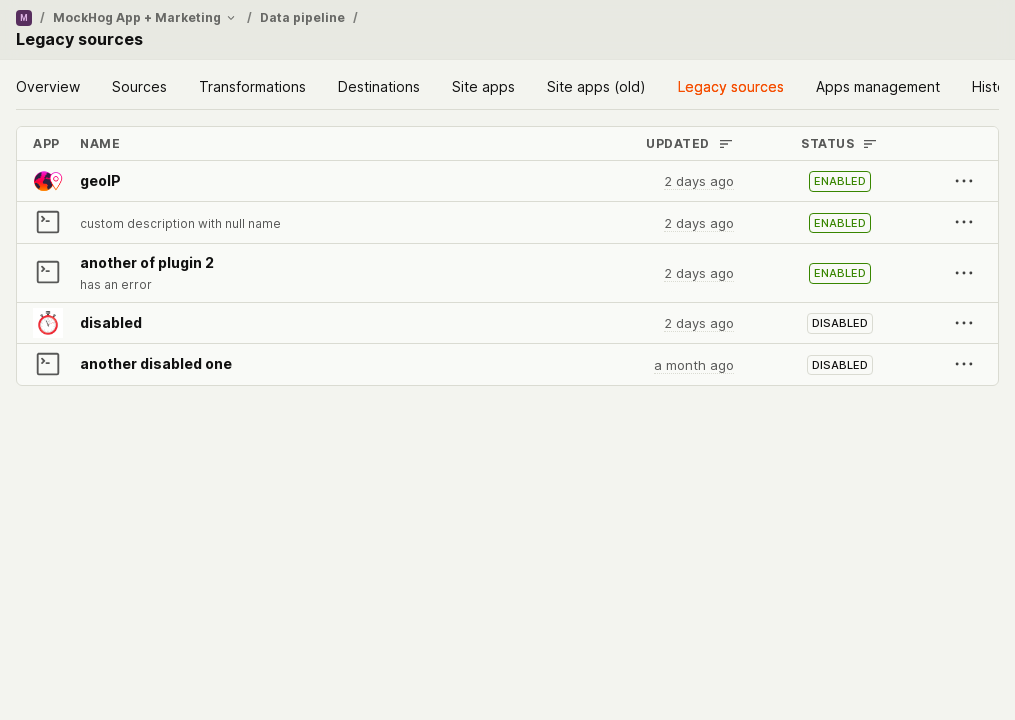 M / MockHog App + Marketing / Data pipeline /
Legacy sources
Overview Sources Transformations Destinations Site apps Site apps (old) Legacy sources Apps management Histo
APP NAME UPDATED STATUS
geoIP 2 days ago ENABLED
custom description with null name 2 days ago ENABLED
another of plugin 2
has an error 2 days ago ENABLED
disabled 2 days ago DISABLED
another disabled one a month ago DISABLED